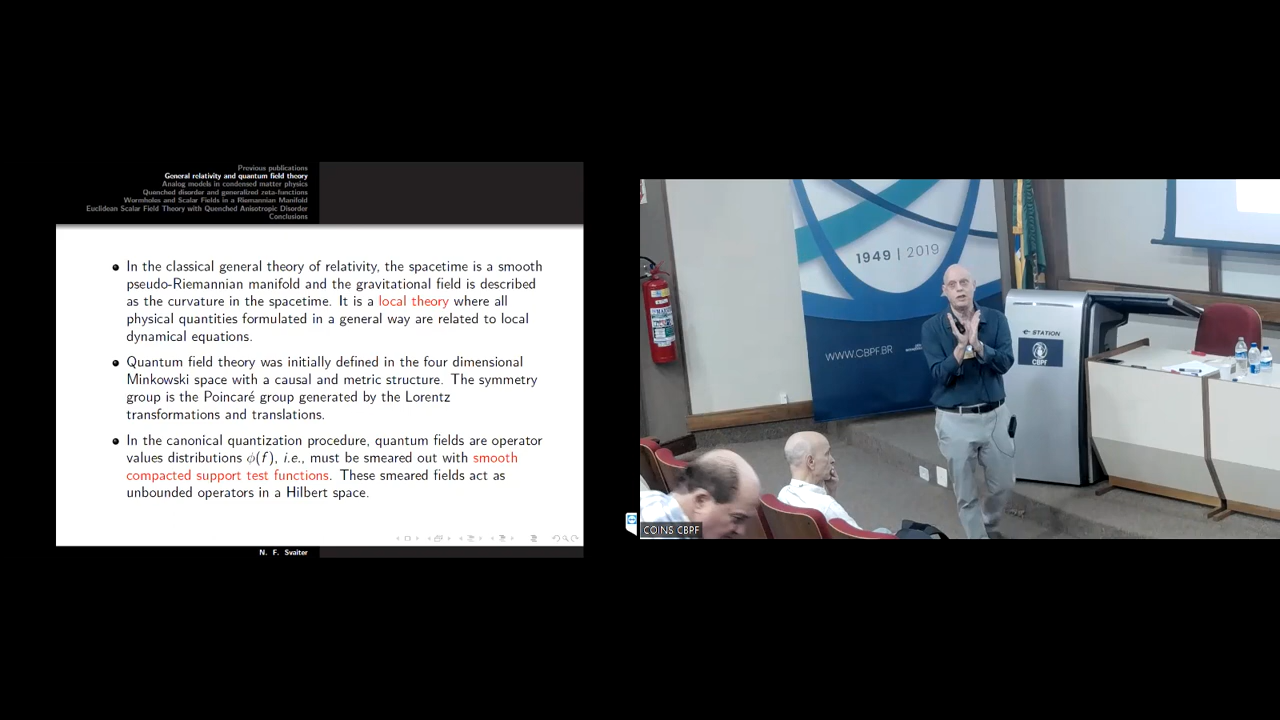 Previous publications
General relativity and quantum field theory
Analog models in condensed matter physics
Quenched disorder and generalized zeta-functions
Wormholes and Scalar Fields in a Riemannian Manifold
Euclidean Scalar Field Theory with Quenched Anisotropic Disorder
Conclusions
• In the classical general theory of relativity, the spacetime is a smooth
pseudo-Riemannian manifold and the gravitational field is described
as the curvature in the spacetime. It is a local theory where all
physical quantities formulated in a general way are related to local
dynamical equations.
• Quantum field theory was initially defined in the four dimensional
Minkowski space with a causal and metric structure. The symmetry
group is the Poincaré group generated by the Lorentz
transformations and translations.
• In the canonical quantization procedure, quantum fields are operator
values distributions ϕ(f), i.e., must be smeared out with smooth
compacted support test functions. These smeared fields act as
unbounded operators in a Hilbert space.
N. F. Svaiter
1949 | 2019
WWW.CBPF.BR
STATION
CBPF
COINS CBPF